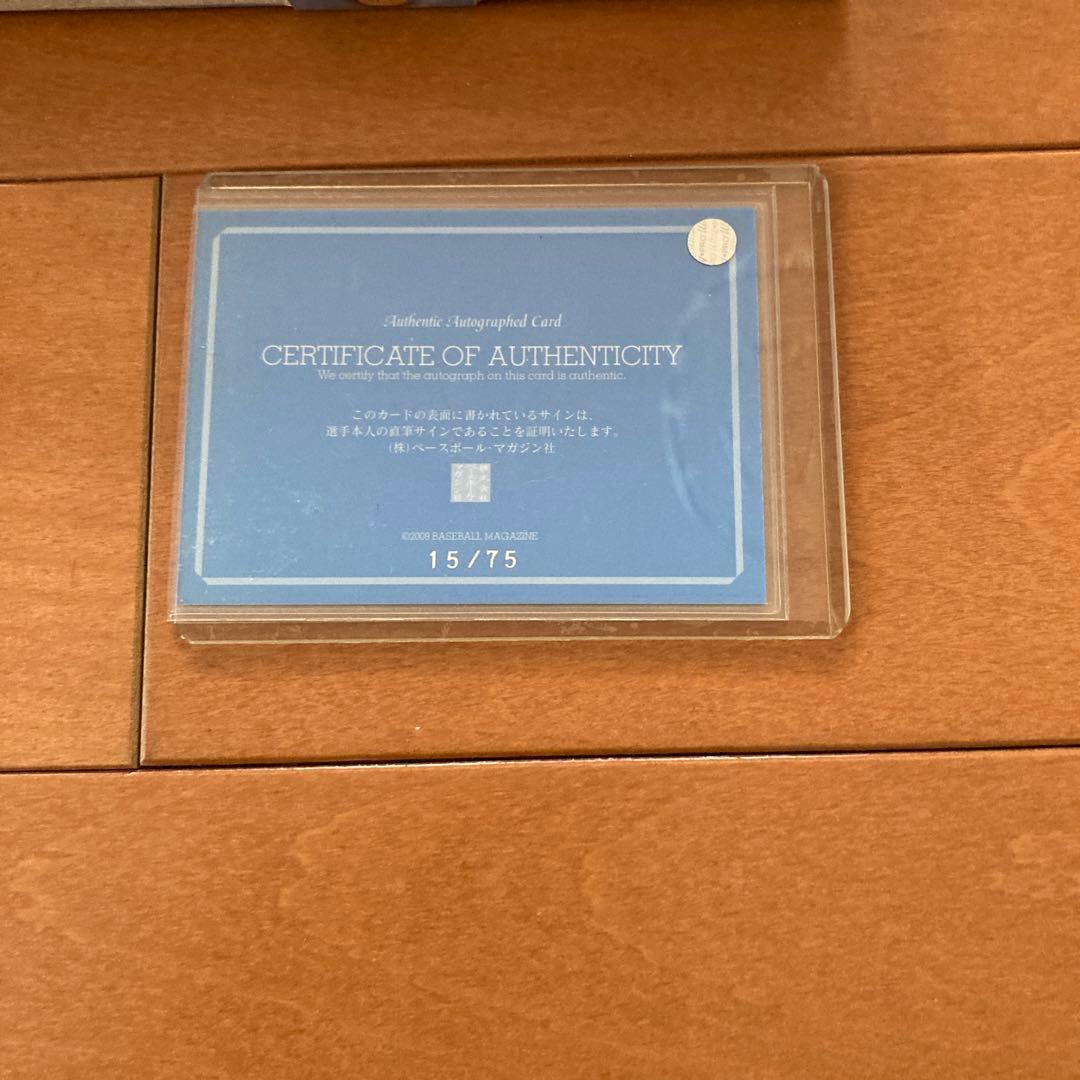 Authentic Autographed Card
CERTIFICATE OF AUTHENTICITY
We certify that the autograph on this card is authentic.
このカードの表面に書かれているサインは、
選手本人の直筆サインであることを証明いたします。
(株)ベースボール・マガジン社
©2009 BASEBALL MAGAZINE
15/75